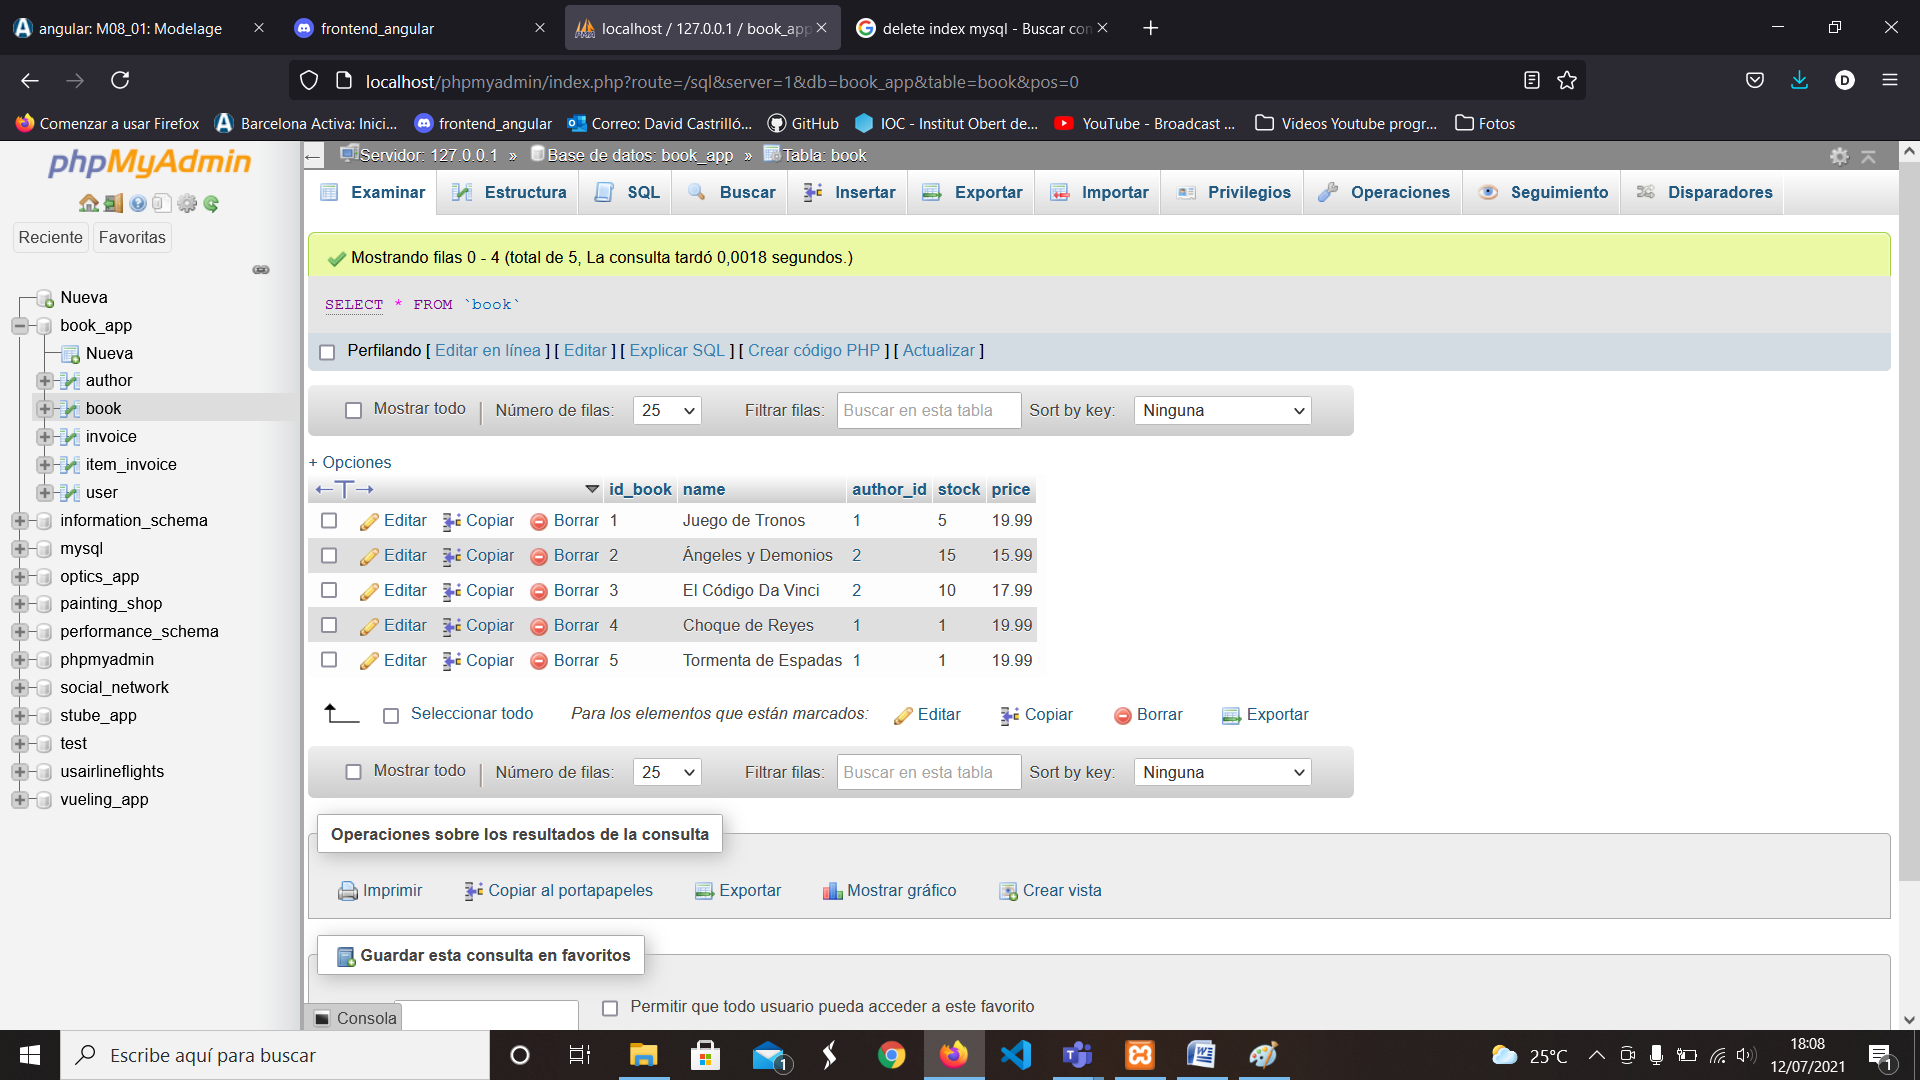 angular: M08_01: Modelage
frontend_angular
localhost / 127.0.0.1 / book_app
delete index mysql - Buscar con
localhost/phpmyadmin/index.php?route=/sql&server=1&db=book_app&table=book&pos=0
D
Comenzar a usar Firefox
Barcelona Activa: Inici...
frontend_angular
Correo: David Castrilló...
GitHub
IOC - Institut Obert de...
YouTube - Broadcast ...
Videos Youtube progr...
Fotos
phpMyAdmin
Reciente Favoritas
Nueva
book_app
Nueva
author
book
invoice
item_invoice
user
information_schema
mysql
optics_app
painting_shop
performance_schema
phpmyadmin
social_network
stube_app
test
usairlineflights
vueling_app
Servidor: 127.0.0.1 » Base de datos: book_app » Tabla: book
Examinar Estructura SQL Buscar Insertar Exportar Importar Privilegios Operaciones Seguimiento Disparadores
Mostrando filas 0 - 4 (total de 5, La consulta tardó 0,0018 segundos.)
SELECT * FROM `book`
Perfilando [ Editar en línea ] [ Editar ] [ Explicar SQL ] [ Crear código PHP ] [ Actualizar ]
Mostrar todo | Número de filas: 25 Filtrar filas: Buscar en esta tabla Sort by key: Ninguna
+ Opciones
←T→ id_book name author_id stock price
Editar Copiar Borrar 1 Juego de Tronos 1 5 19.99
Editar Copiar Borrar 2 Ángeles y Demonios 2 15 15.99
Editar Copiar Borrar 3 El Código Da Vinci 2 10 17.99
Editar Copiar Borrar 4 Choque de Reyes 1 1 19.99
Editar Copiar Borrar 5 Tormenta de Espadas 1 1 19.99
Seleccionar todo Para los elementos que están marcados: Editar Copiar Borrar Exportar
Mostrar todo | Número de filas: 25 Filtrar filas: Buscar en esta tabla Sort by key: Ninguna
Operaciones sobre los resultados de la consulta
Imprimir Copiar al portapapeles Exportar Mostrar gráfico Crear vista
Guardar esta consulta en favoritos
Permitir que todo usuario pueda acceder a este favorito
Consola
Escribe aquí para buscar
1
25°C
18:08
12/07/2021
1